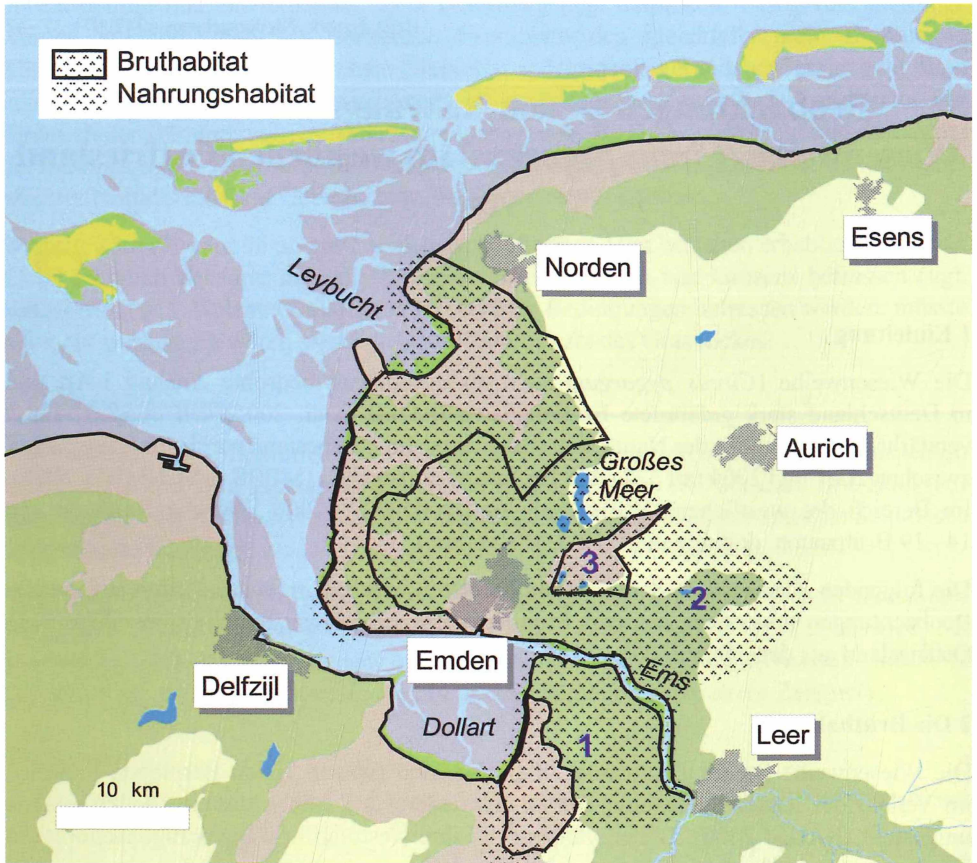 Bruthabitat
Nahrungshabitat
Esens
Norden
Leybucht
Aurich
Großes
Meer
3
2
Emden
Ems
Delfzijl
Dollart
1
Leer
10 km